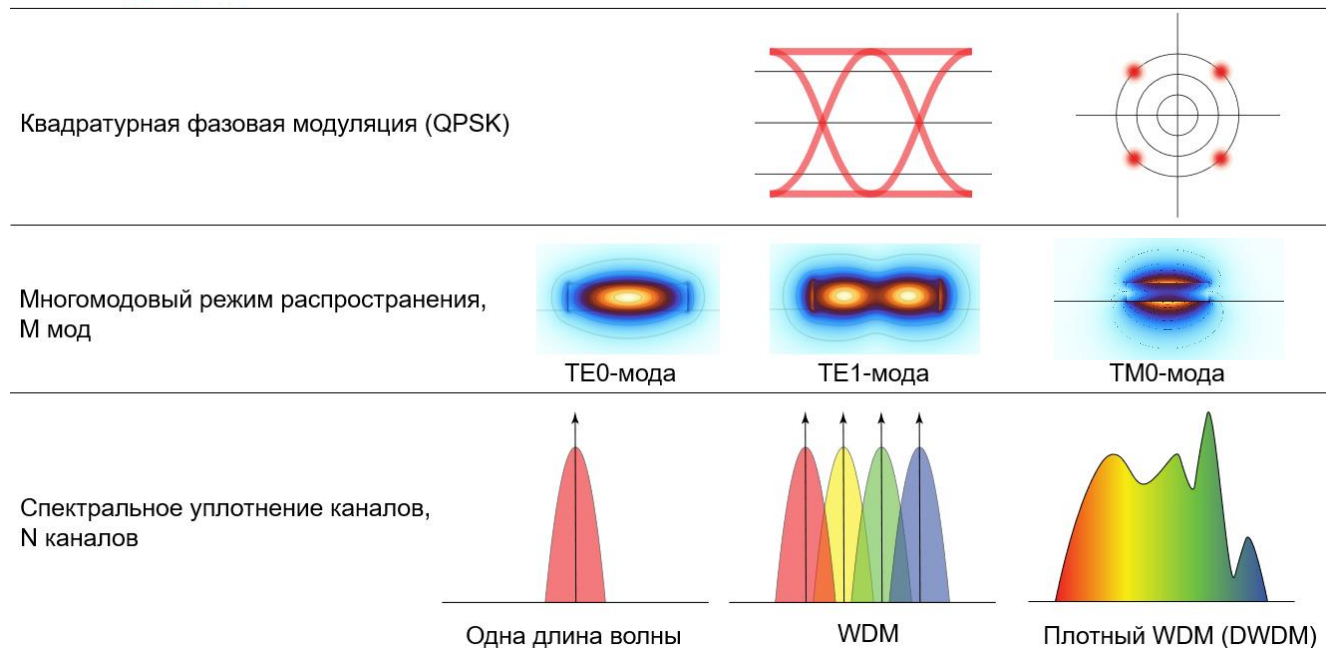 Квадратурная фазовая модуляция (QPSK)
Многомодовый режим распространения,
M мод
TE0-мода
TE1-мода
TM0-мода
Спектральное уплотнение каналов,
N каналов
Одна длина волны
WDM
Плотный WDM (DWDM)